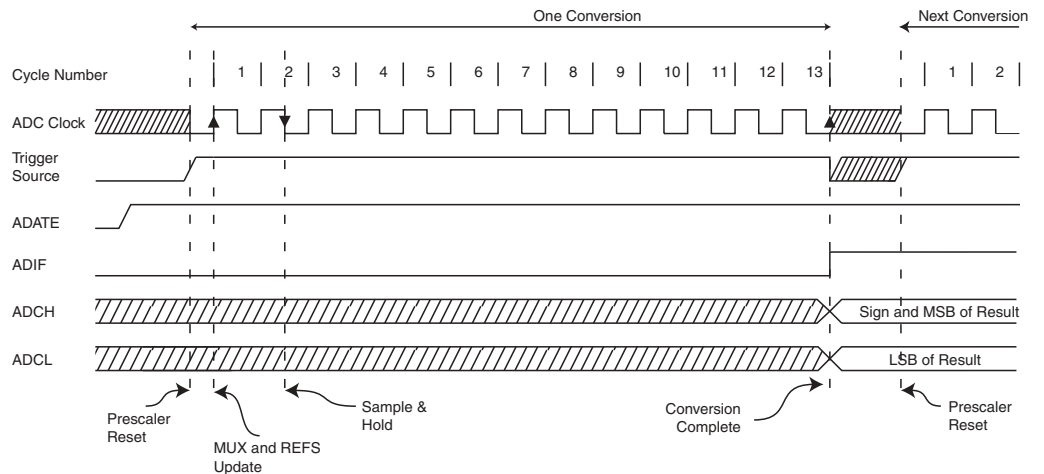 One Conversion
Next Conversion
Cycle Number 1 2 3 4 5 6 7 8 9 10 11 12 13 1 2
ADC Clock
Trigger
Source
ADATE
ADIF
ADCH
Sign and MSB of Result
ADCL
LSB of Result
Prescaler
Reset
MUX and REFS
Update
Sample &
Hold
Conversion
Complete
Prescaler
Reset